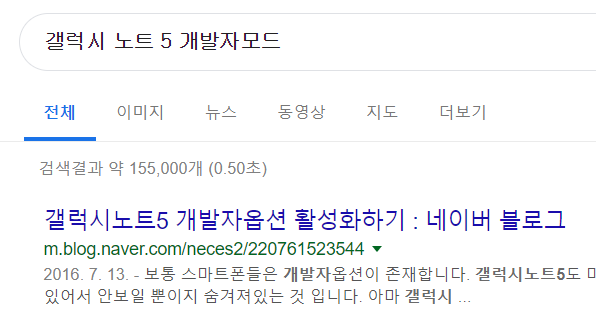 갤럭시 노트 5 개발자모드
전체 이미지 뉴스 동영상 지도 더보기
검색결과 약 155,000개 (0.50초)
갤럭시노트5 개발자옵션 활성화하기 : 네이버 블로그
m.blog.naver.com/neces2/220761523544
2016. 7. 13. - 보통 스마트폰들은 개발자옵션이 존재합니다. 갤럭시노트5도
있어서 안보일 뿐이지 숨겨져있는 것 입니다. 아마 갤럭시 ...